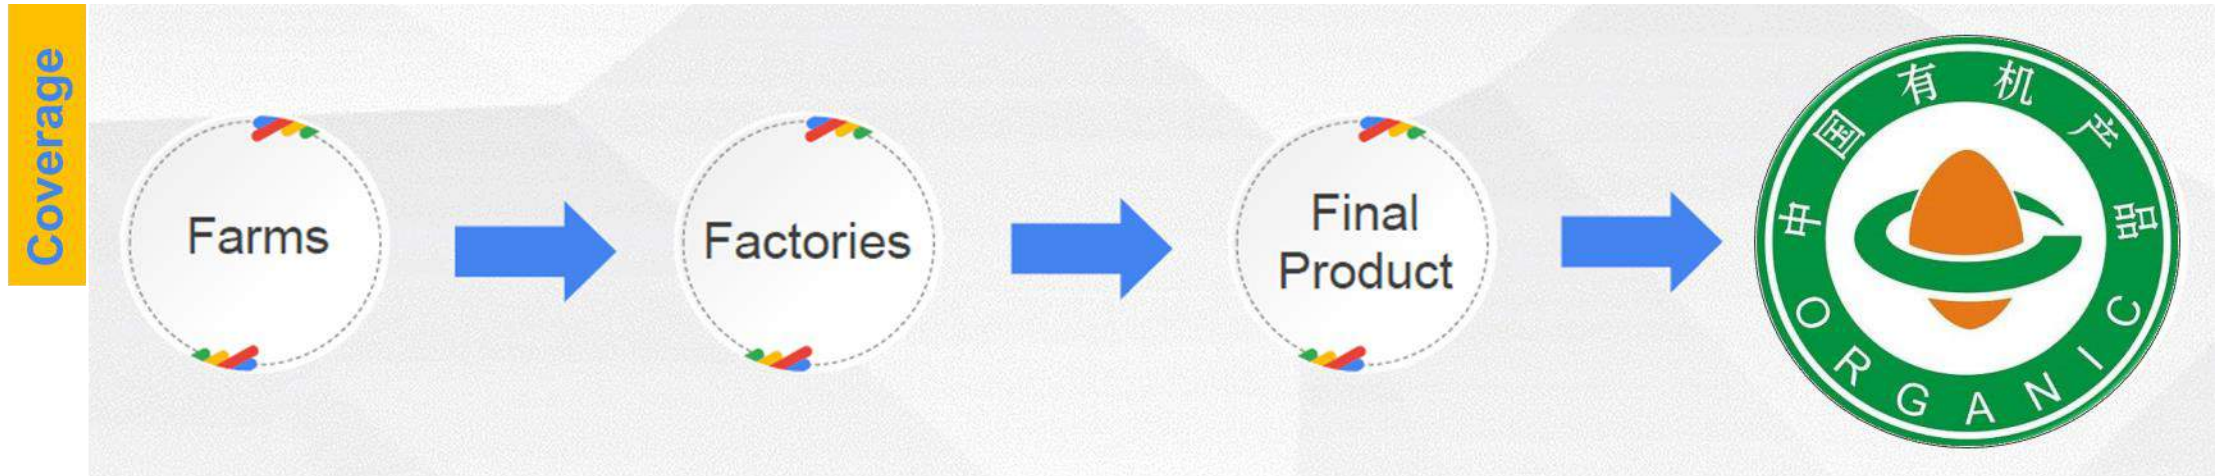 Coverage
Farms
Factories
Final
Product
中国有机产品
ORGANIC